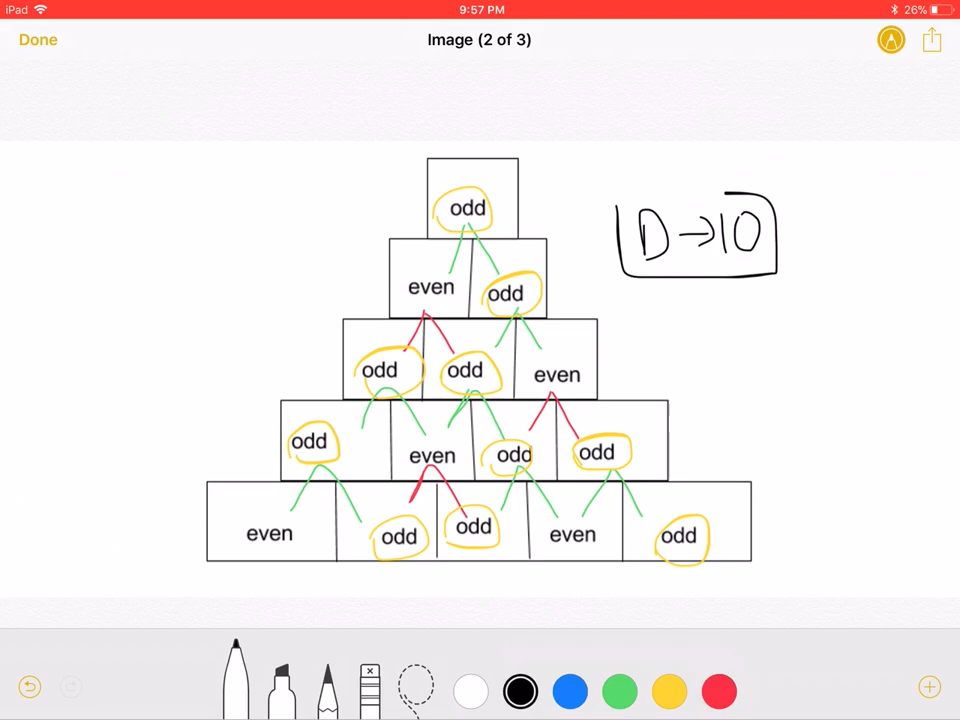 iPad 9:57 PM 26%
Done Image (2 of 3)
odd
D→10
even odd
odd odd even
odd even odd odd
even odd odd even odd